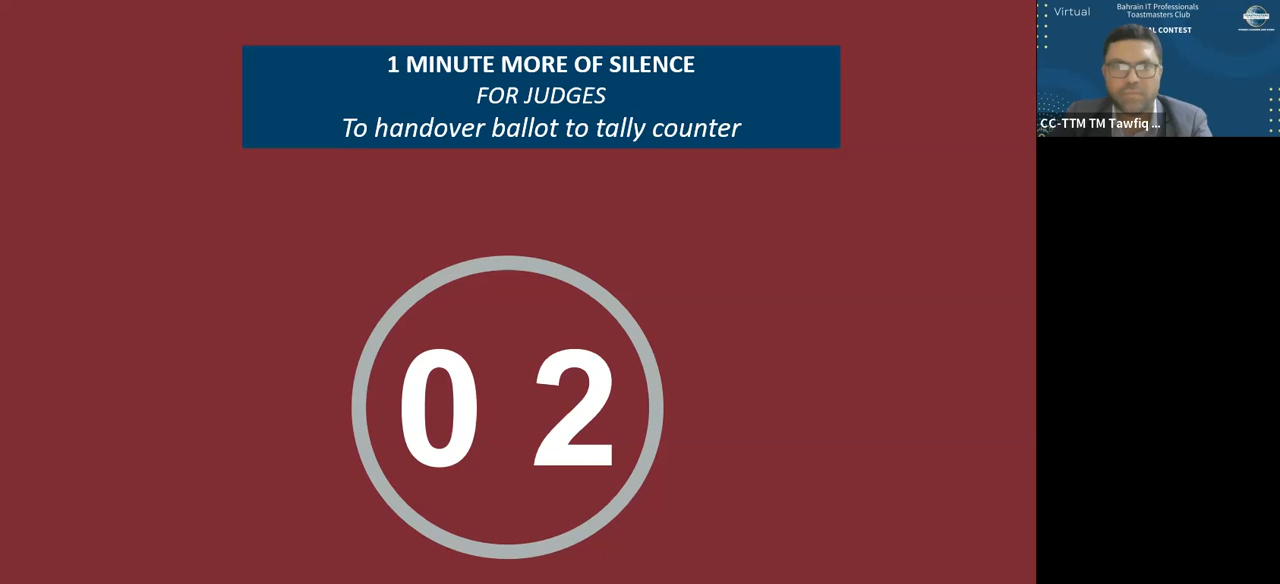 1 MINUTE MORE OF SILENCE
FOR JUDGES
To handover ballot to tally counter
0 2
Virtual
Bahrain IT Professionals
Toastmasters Club
AL CONTEST
CC-TTM TM Tawfiq ...